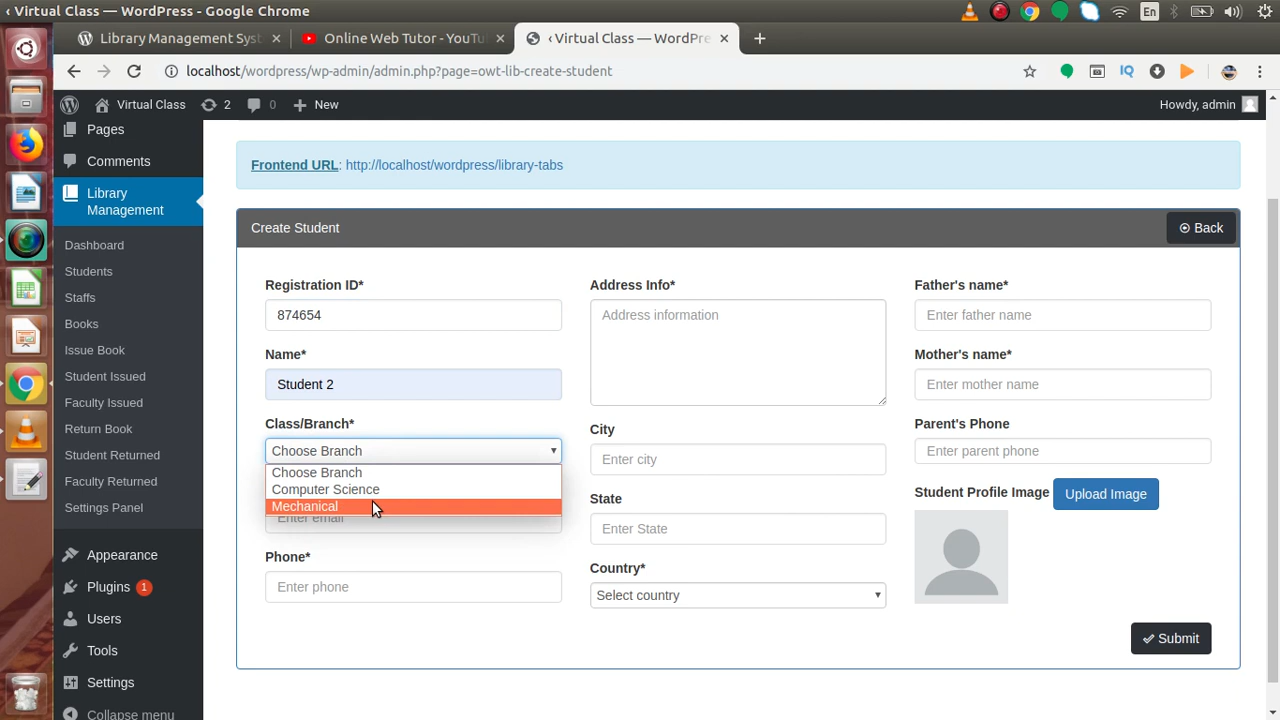 ‹ Virtual Class — WordPress - Google Chrome
En
Library Management Syst
Online Web Tutor - YouTu
‹ Virtual Class — WordPre
localhost/wordpress/wp-admin/admin.php?page=owt-lib-create-student
IQ
Virtual Class
2
0
New
Howdy, admin
Pages
Comments
Library
Management
Dashboard
Students
Staffs
Books
Issue Book
Student Issued
Faculty Issued
Return Book
Student Returned
Faculty Returned
Settings Panel
Appearance
Plugins 1
Users
Tools
Settings
Collapse menu
Frontend URL: http://localhost/wordpress/library-tabs
Create Student
Back
Registration ID*
874654
Name*
Student 2
Class/Branch*
Choose Branch
Choose Branch
Computer Science
Mechanical
Enter email
Phone*
Enter phone
Address Info*
Address information
City
Enter city
State
Enter State
Country*
Select country
Father's name*
Enter father name
Mother's name*
Enter mother name
Parent's Phone
Enter parent phone
Student Profile Image Upload Image
Submit